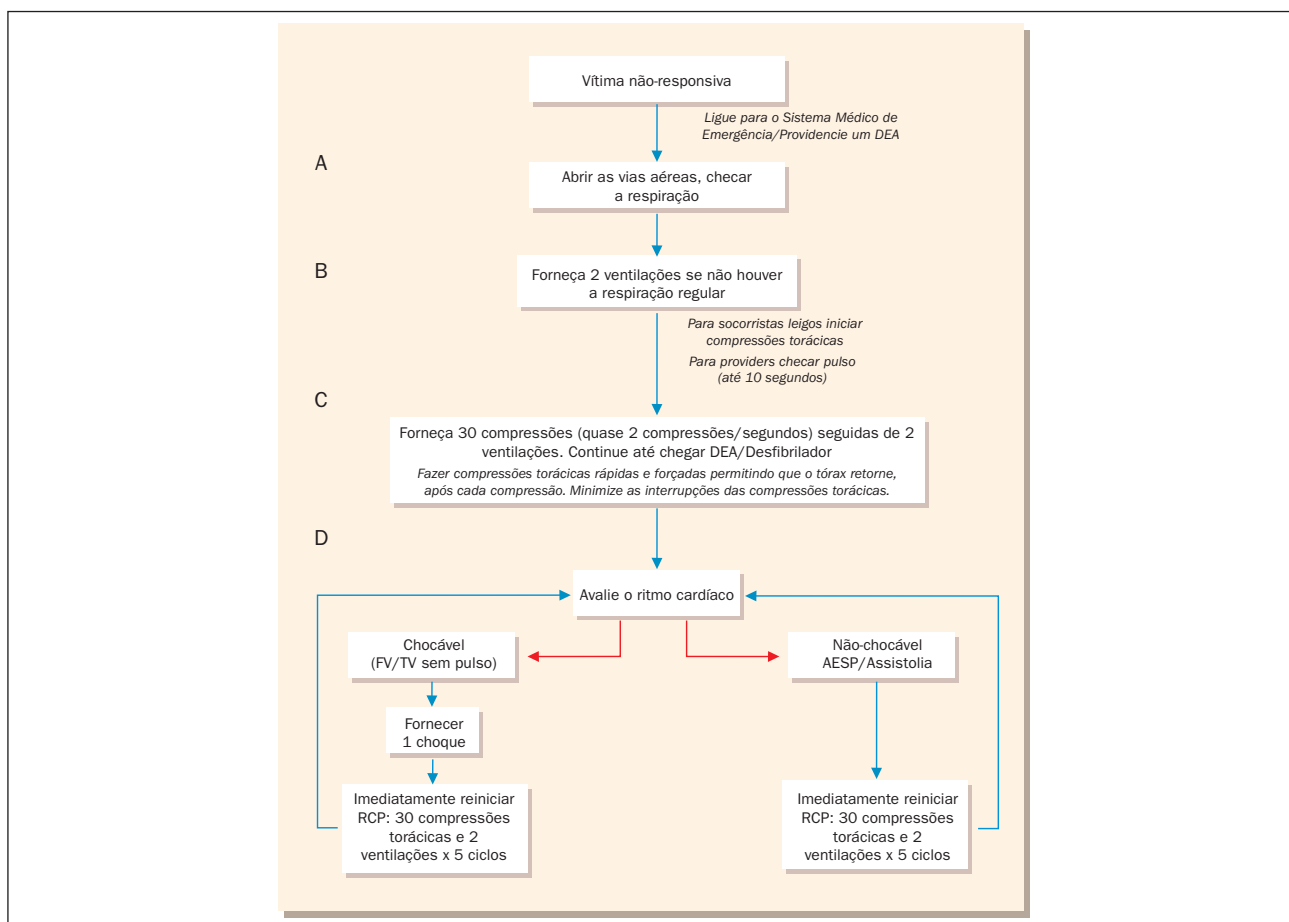 Vítima não-responsiva
Ligue para o Sistema Médico de
Emergência/Providencie um DEA
A
Abrir as vias aéreas, checar
a respiração
B
Forneça 2 ventilações se não houver
a respiração regular
Para socorristas leigos iniciar
compressões torácicas
Para providers checar pulso
(até 10 segundos)
C
Forneça 30 compressões (quase 2 compressões/segundos) seguidas de 2
ventilações. Continue até chegar DEA/Desfibrilador
Fazer compressões torácicas rápidas e forçadas permitindo que o tórax retorne,
após cada compressão. Minimize as interrupções das compressões torácicas.
D
Avalie o ritmo cardíaco
Chocável
(FV/TV sem pulso)
Fornecer
1 choque
Imediatamente reiniciar
RCP: 30 compressões
torácicas e 2
ventilações x 5 ciclos
Não-chocável
AESP/Assistolia
Imediatamente reiniciar
RCP: 30 compressões
torácicas e 2
ventilações x 5 ciclos